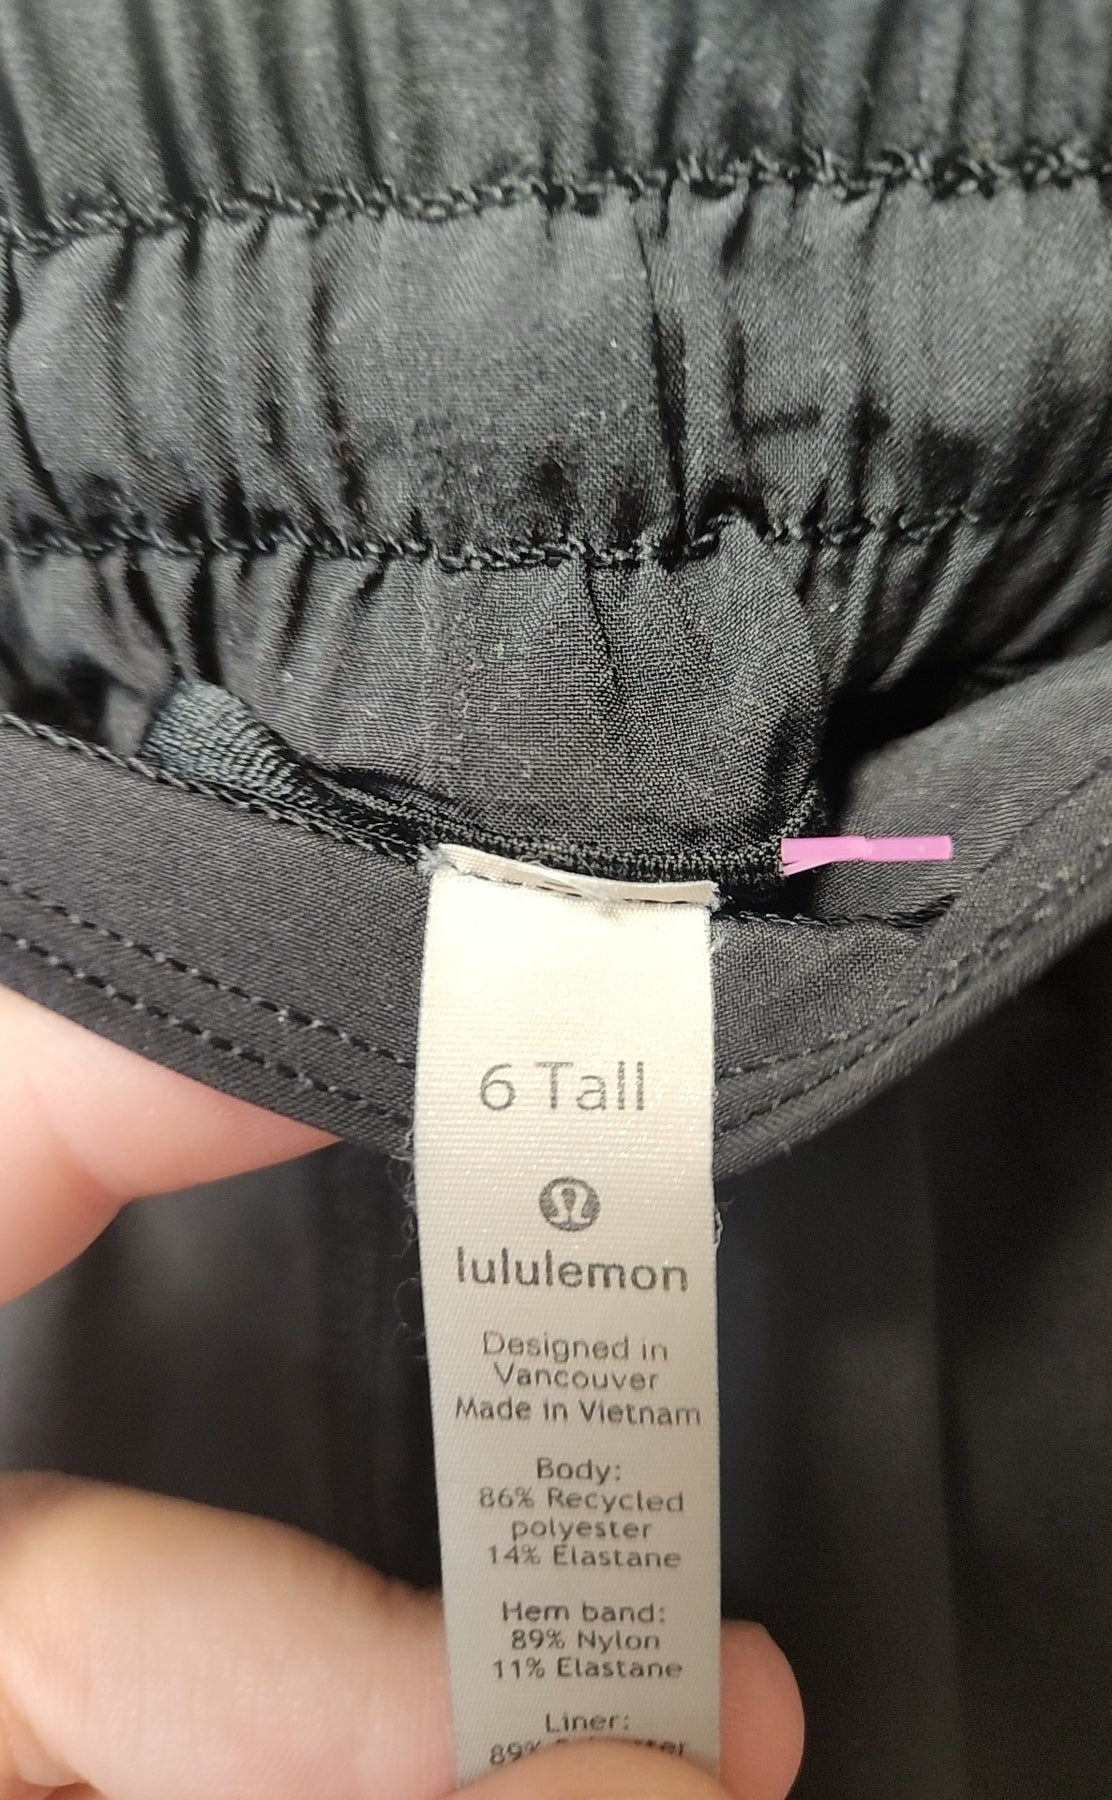 6 Tall
lululemon
Designed in
Vancouver
Made in Vietnam
Body:
86% Recycled
polyester
14% Elastane
Hem band:
89% Nylon
11% Elastane
Liner:
89%